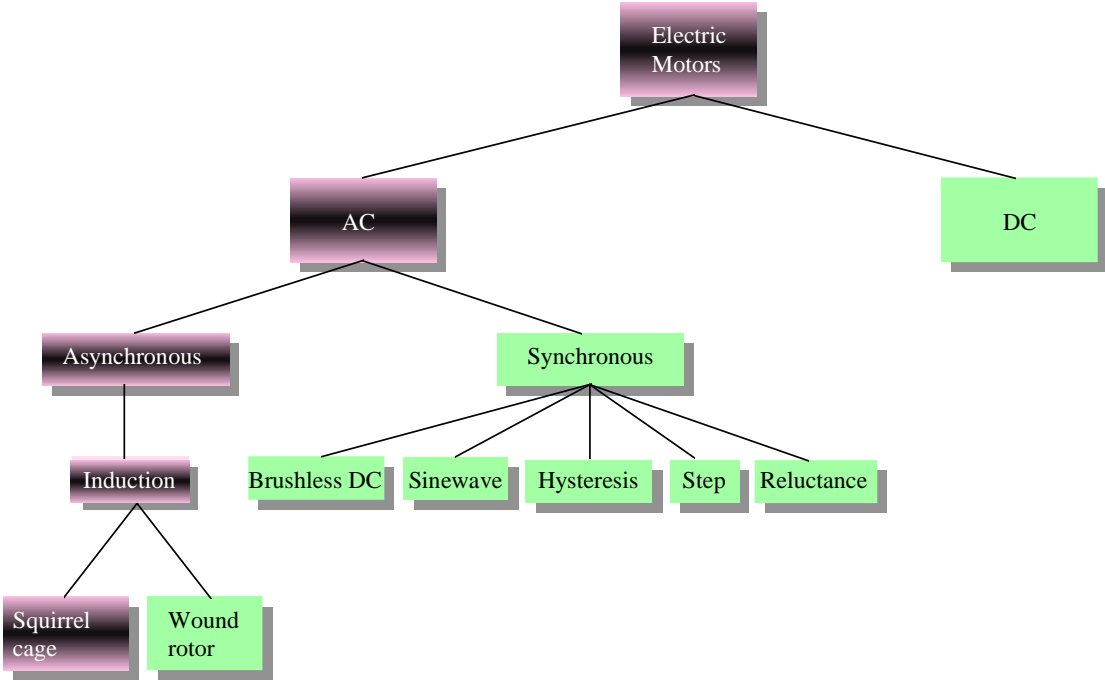 Electric
Motors
AC
DC
Asynchronous
Synchronous
Induction
Brushless DC
Sinewave
Hysteresis
Step
Reluctance
Squirrel
cage
Wound
rotor